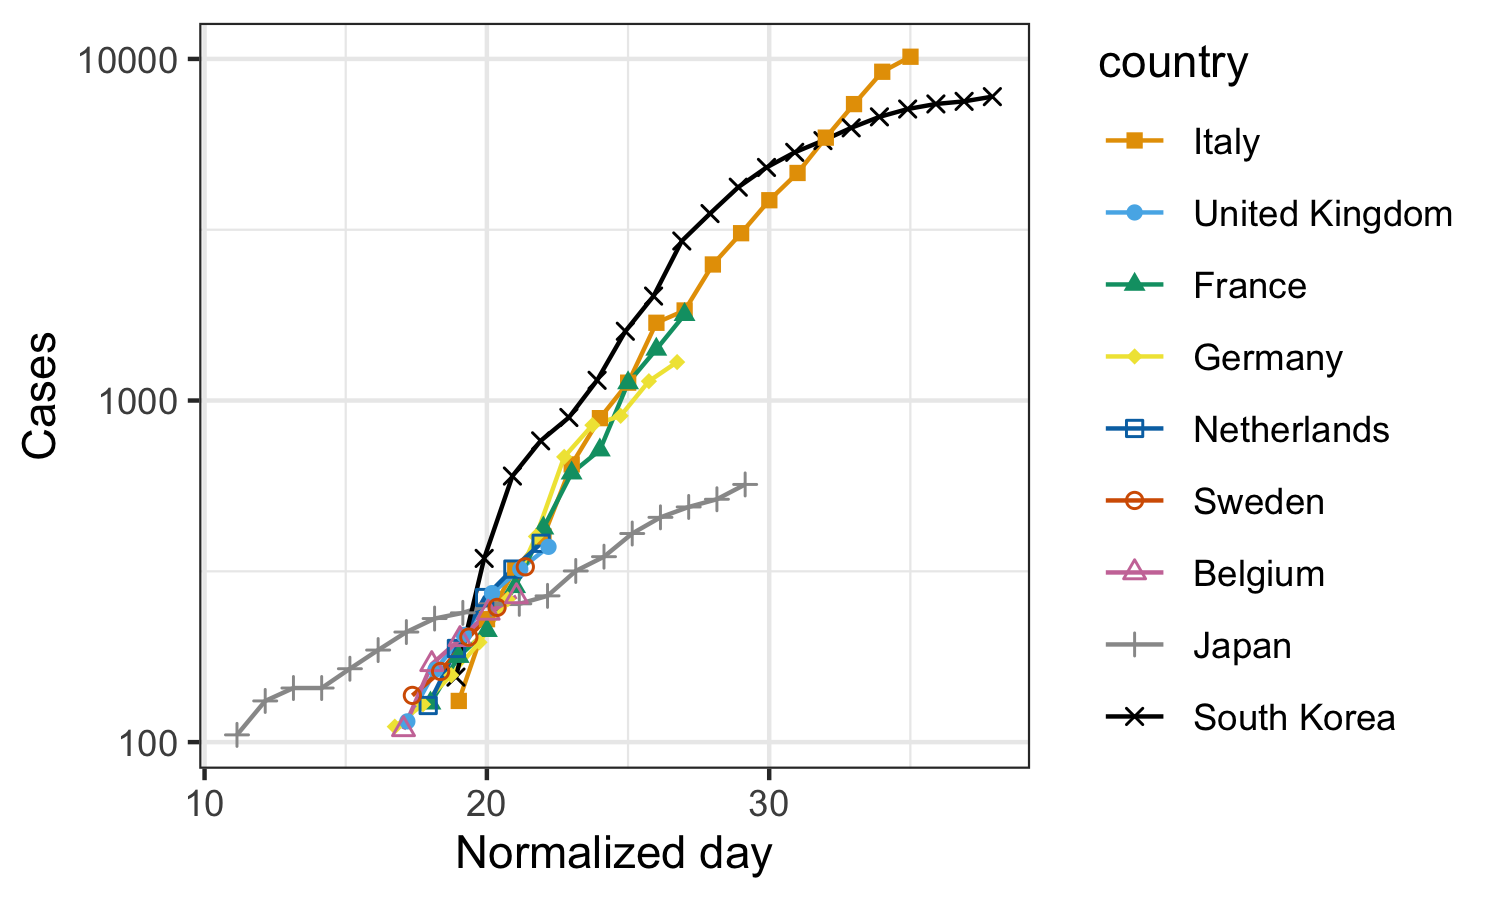 country
Italy
United Kingdom
France
Germany
Netherlands
Sweden
Belgium
Japan
South Korea
Cases
10000
1000
100
10 20 30
Normalized day